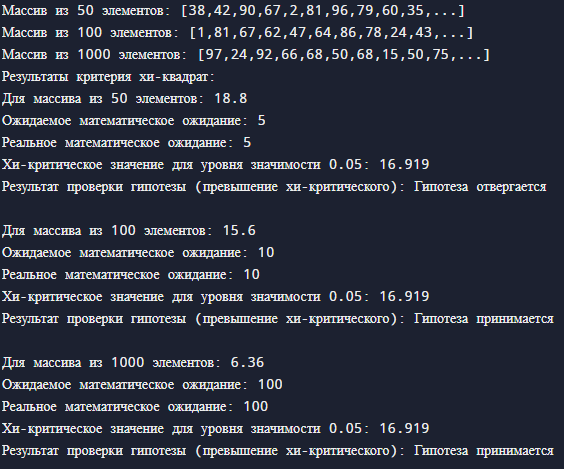 Массив из 50 элементов: [38,42,90,67,2,81,96,79,60,35,...]
Массив из 100 элементов: [1,81,67,62,47,64,86,78,24,43,...]
Массив из 1000 элементов: [97,24,92,66,68,50,68,15,50,75,...]
Результаты критерия хи-квадрат:
Для массива из 50 элементов: 18.8
Ожидаемое математическое ожидание: 5
Реальное математическое ожидание: 5
Хи-критическое значение для уровня значимости 0.05: 16.919
Результат проверки гипотезы (превышение хи-критического): Гипотеза отвергается
Для массива из 100 элементов: 15.6
Ожидаемое математическое ожидание: 10
Реальное математическое ожидание: 10
Хи-критическое значение для уровня значимости 0.05: 16.919
Результат проверки гипотезы (превышение хи-критического): Гипотеза принимается
Для массива из 1000 элементов: 6.36
Ожидаемое математическое ожидание: 100
Реальное математическое ожидание: 100
Хи-критическое значение для уровня значимости 0.05: 16.919
Результат проверки гипотезы (превышение хи-критического): Гипотеза принимается